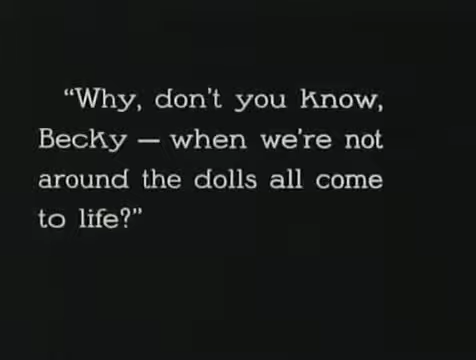 “Why, don't you know,
Becky — when we're not
around the dolls all come
to life?”